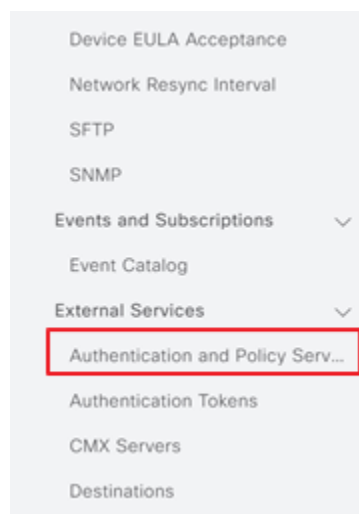 Device EULA Acceptance
Network Resync Interval
SFTP
SNMP
Events and Subscriptions
Event Catalog
External Services
Authentication and Policy Serv...
Authentication Tokens
CMX Servers
Destinations